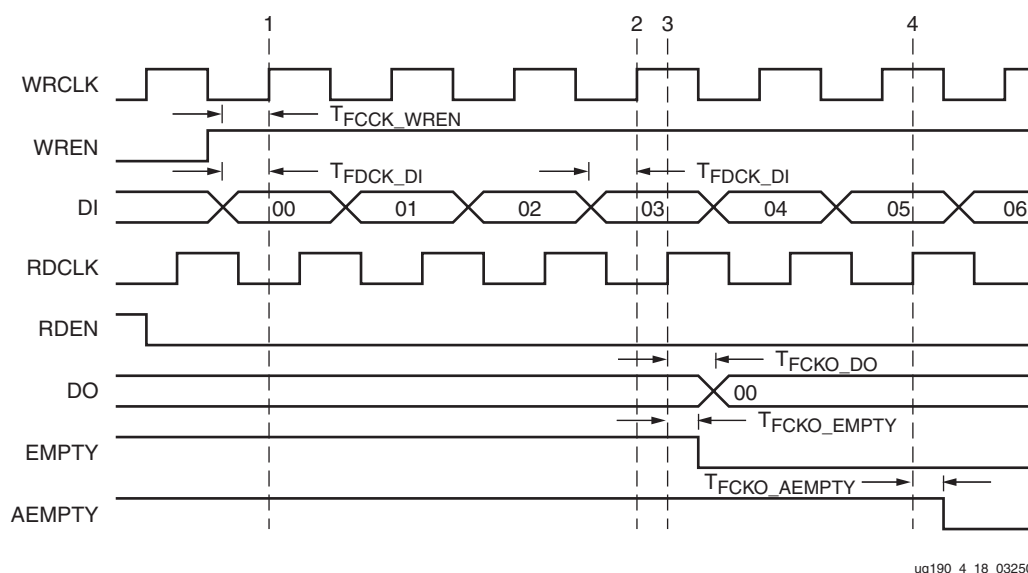 1 2 3 4
WRCLK
TFCCK_WREN
WREN
TFDCK_DI TFDCK_DI
DI 00 01 02 03 04 05 06
RDCLK
RDEN
TFCKO_DO
DO 00
TFCKO_EMPTY
EMPTY
TFCKO_AEMPTY
AEMPTY
ug190_4_18_03250